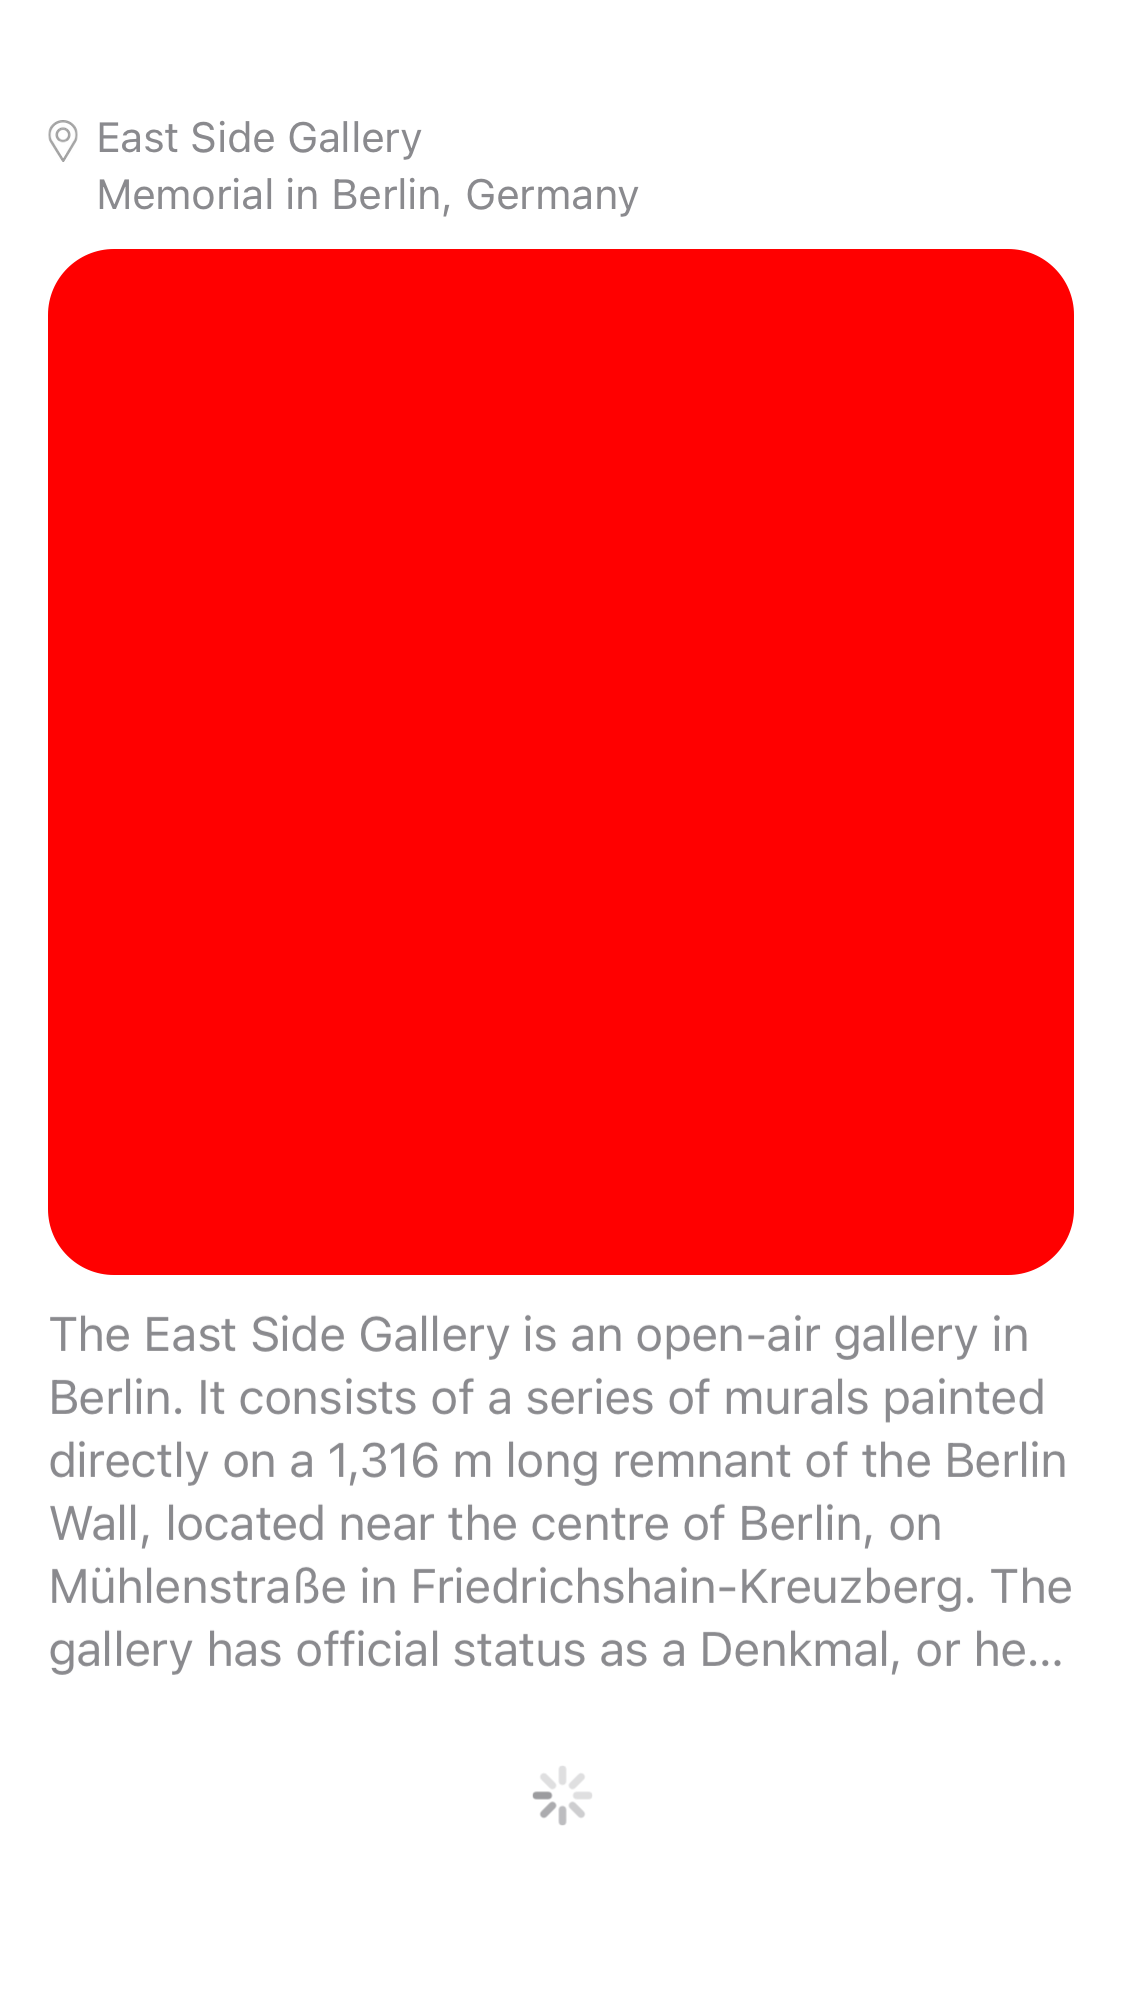 East Side Gallery
Memorial in Berlin, Germany
The East Side Gallery is an open-air gallery in
Berlin. It consists of a series of murals painted
directly on a 1,316 m long remnant of the Berlin
Wall, located near the centre of Berlin, on
Mühlenstraße in Friedrichshain-Kreuzberg. The
gallery has official status as a Denkmal, or he...